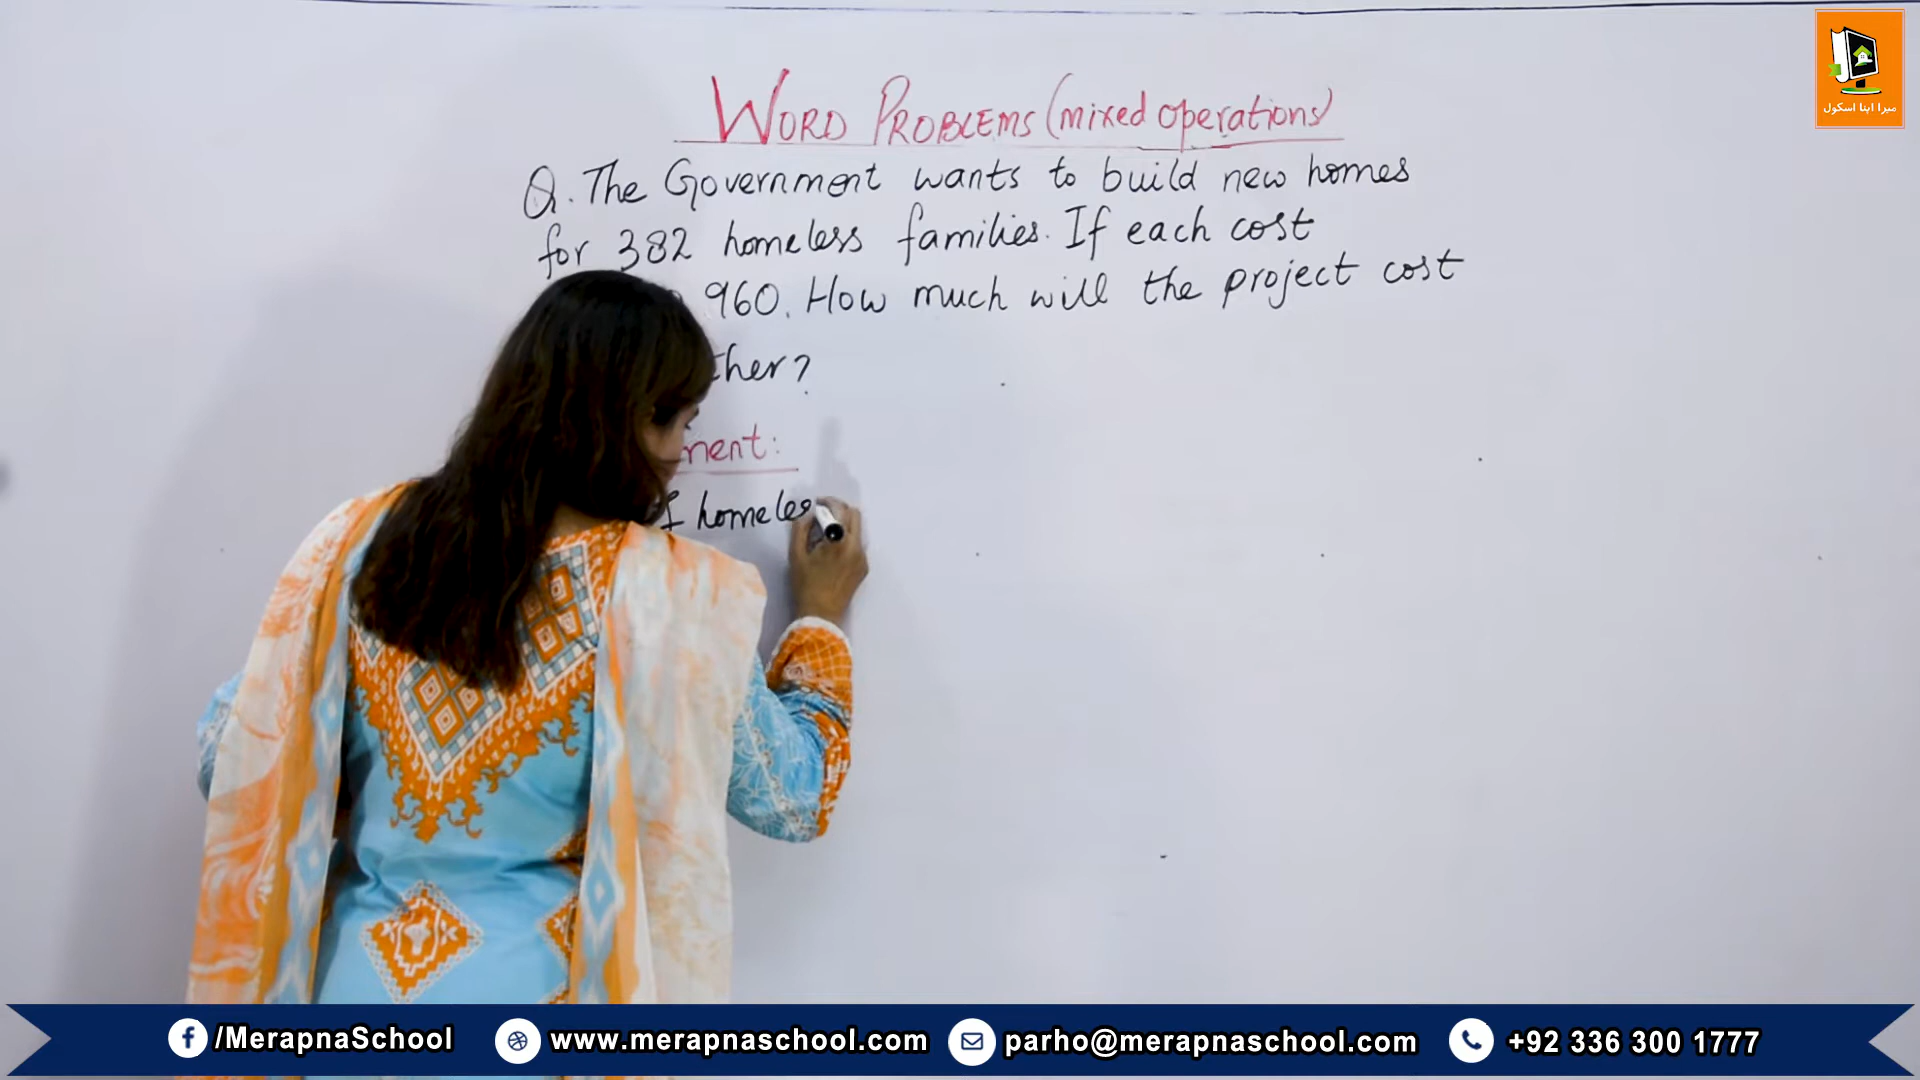 میرا اپنا اسکول
WORD PROBLEMS (mixed operations)
Q. The Government wants to build new homes
for 382 homeless families. If each cost
960. How much will the project cost
ther?
ment:
f homeles
/MerapnaSchool
www.merapnaschool.com
parho@merapnaschool.com
+92 336 300 1777